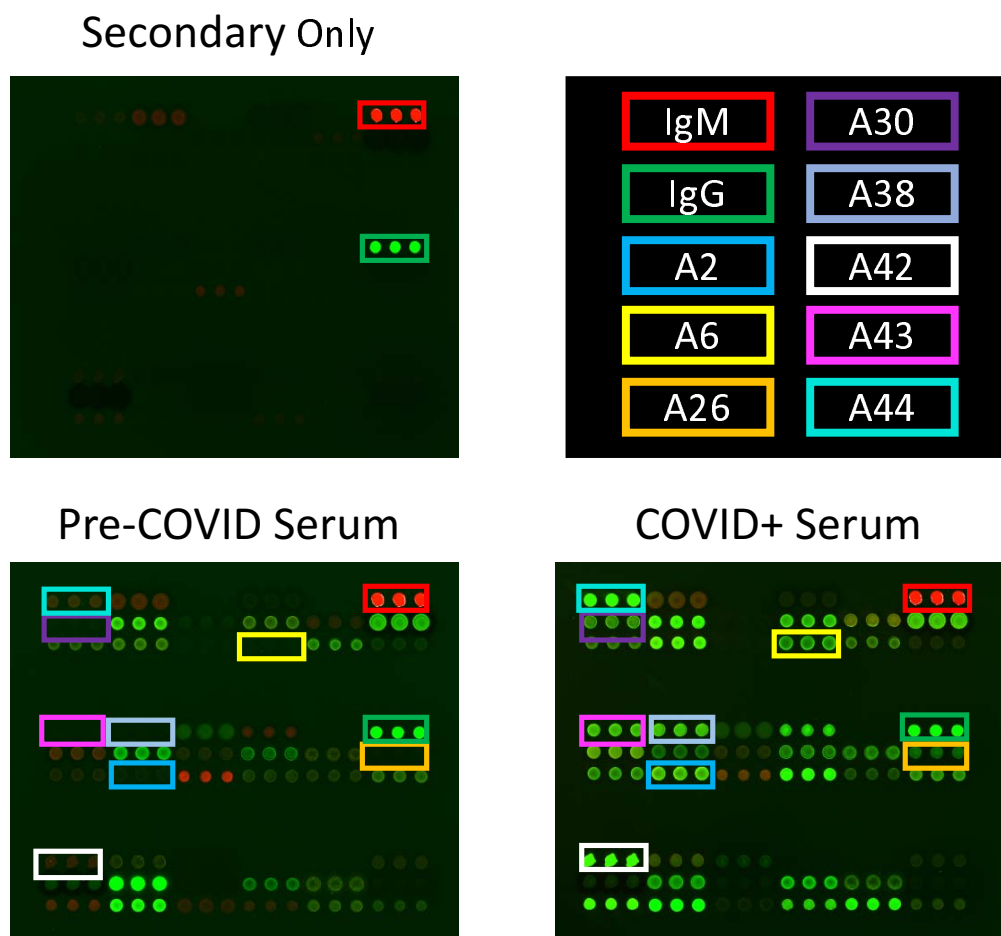 Secondary Only
IgM
A30
IgG
A38
A2
A42
A6
A43
A26
A44
Pre-COVID Serum
COVID+ Serum